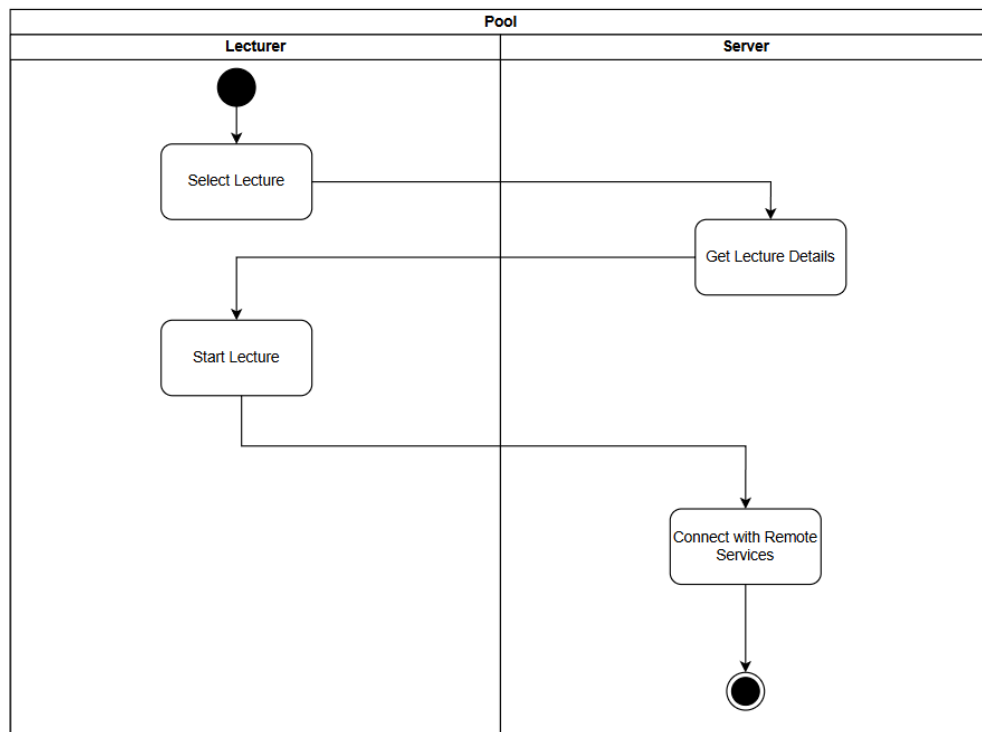 Pool
Lecturer
Server
Select Lecture
Get Lecture Details
Start Lecture
Connect with Remote
Services